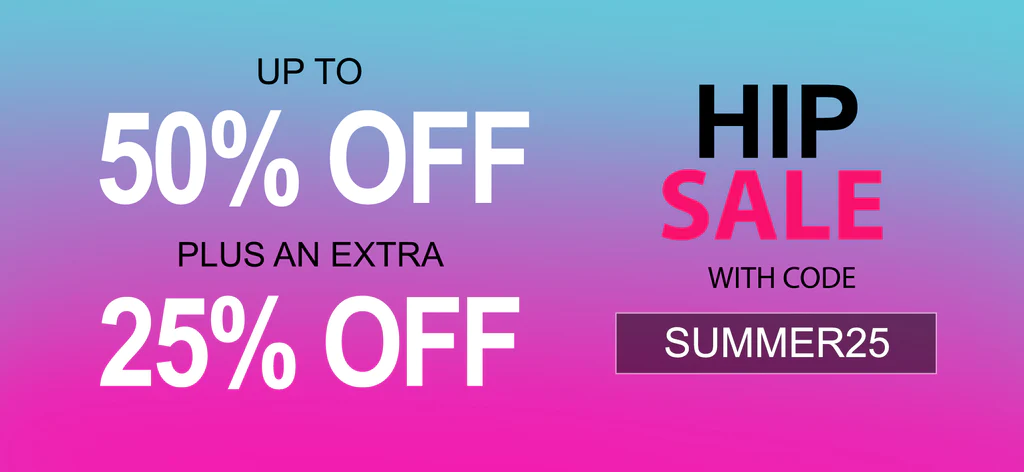 UP TO
50% OFF
PLUS AN EXTRA
25% OFF
HIP
SALE
WITH CODE
SUMMER25